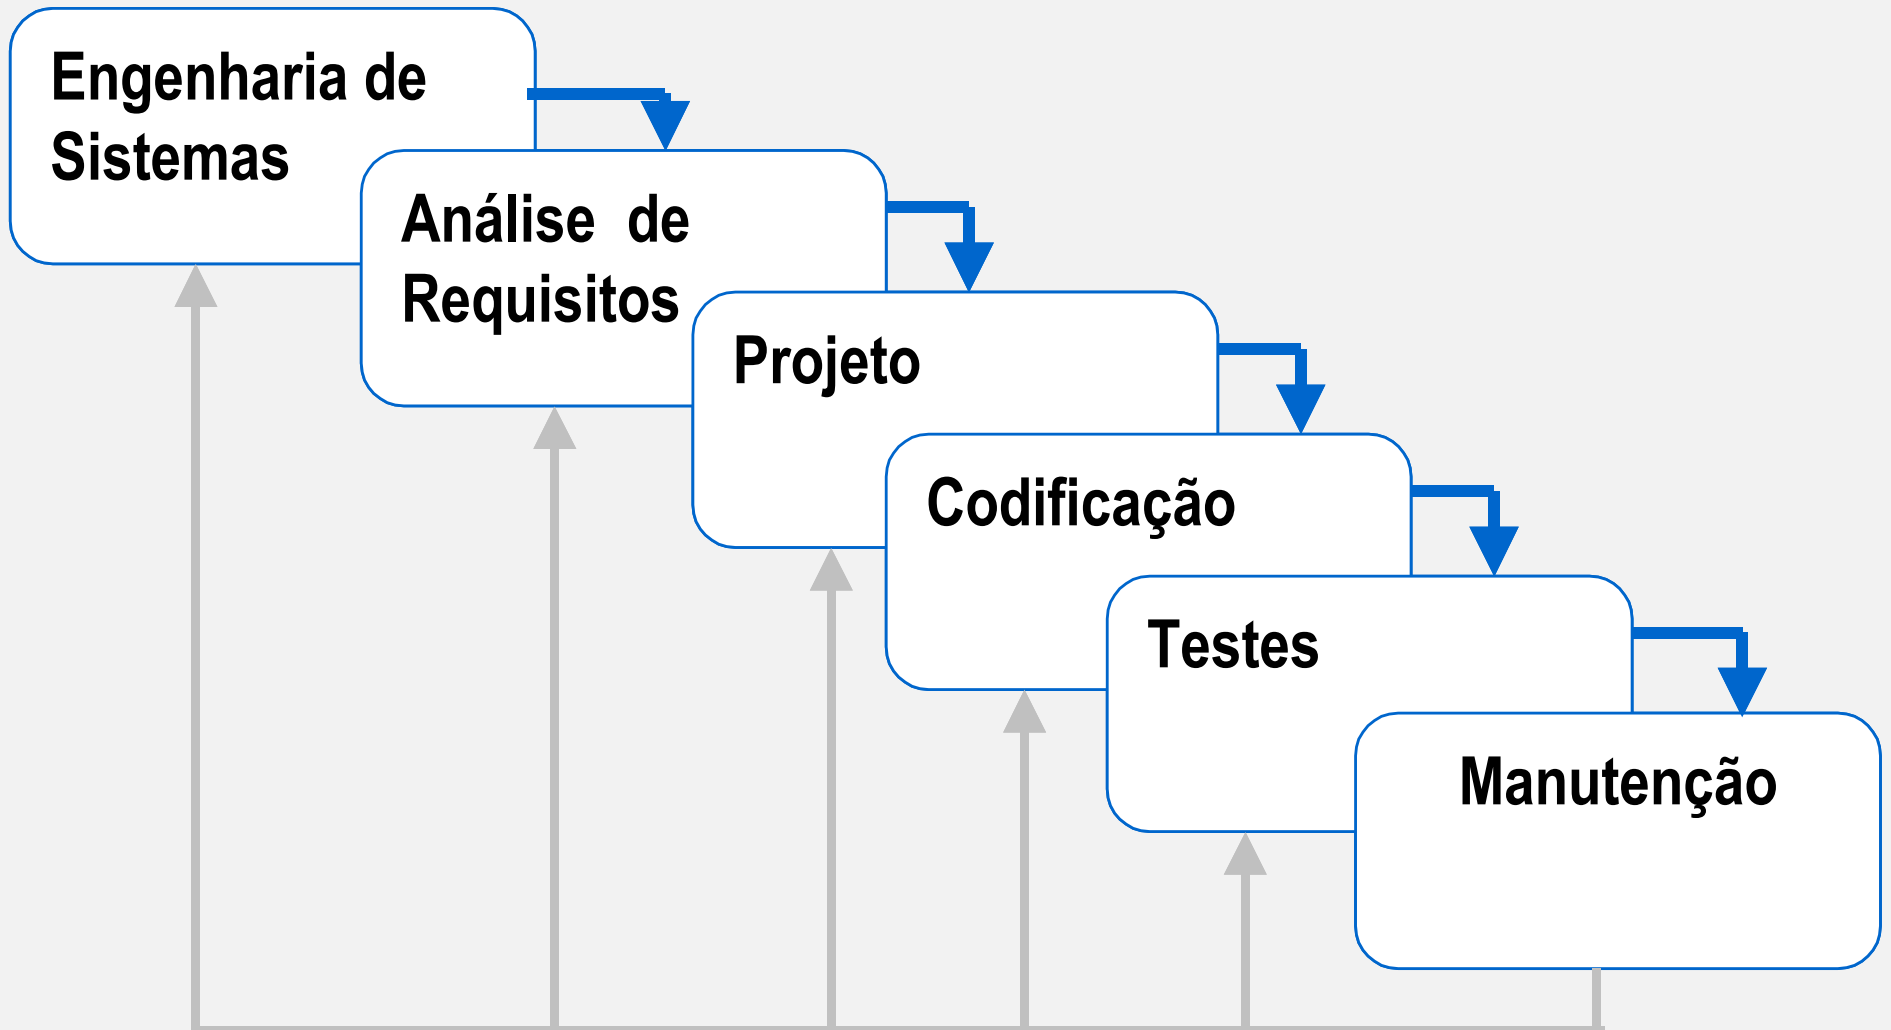 Engenharia de
Sistemas
Análise de
Requisitos
Projeto
Codificação
Testes
Manutenção